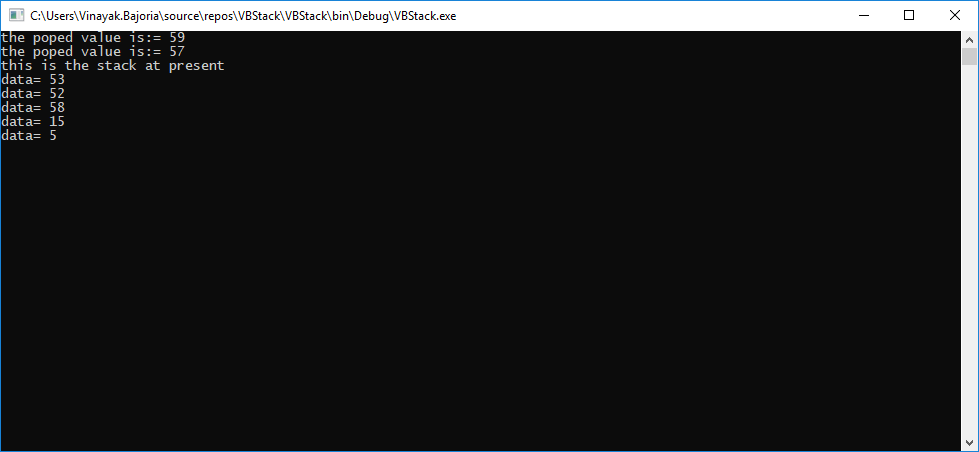 C:\Users\Vinayak.Bajoria\source\repos\VBStack\VBStack\bin\Debug\VBStack.exe
the poped value is:= 59
the poped value is:= 57
this is the stack at present
data= 53
data= 52
data= 58
data= 15
data= 5